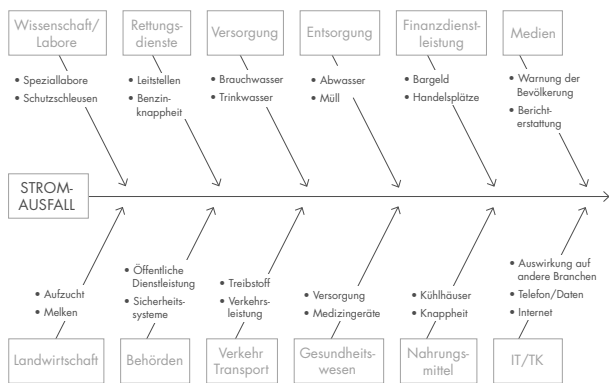 Wissenschaft/
Labore
Rettungs-
dienste
Versorgung
Entsorgung
Finanzdienst-
leistung
Medien
• Speziallabore
• Schutzschleusen
• Leitstellen
• Benzin-
knappheit
• Brauchwasser
• Trinkwasser
• Abwasser
• Müll
• Bargeld
• Handelsplätze
• Warnung der
Bevölkerung
• Bericht-
erstattung
STROM-
AUSFALL
• Aufzucht
• Melken
• Öffentliche
Dienstleistung
• Sicherheits-
systeme
• Treibstoff
• Verkehrs-
leistung
• Versorgung
• Medizingeräte
• Kühlhäuser
• Knappheit
• Auswirkung auf
andere Branchen
• Telefon/Daten
• Internet
Landwirtschaft
Behörden
Verkehr
Transport
Gesundheits-
wesen
Nahrungs-
mittel
IT/TK